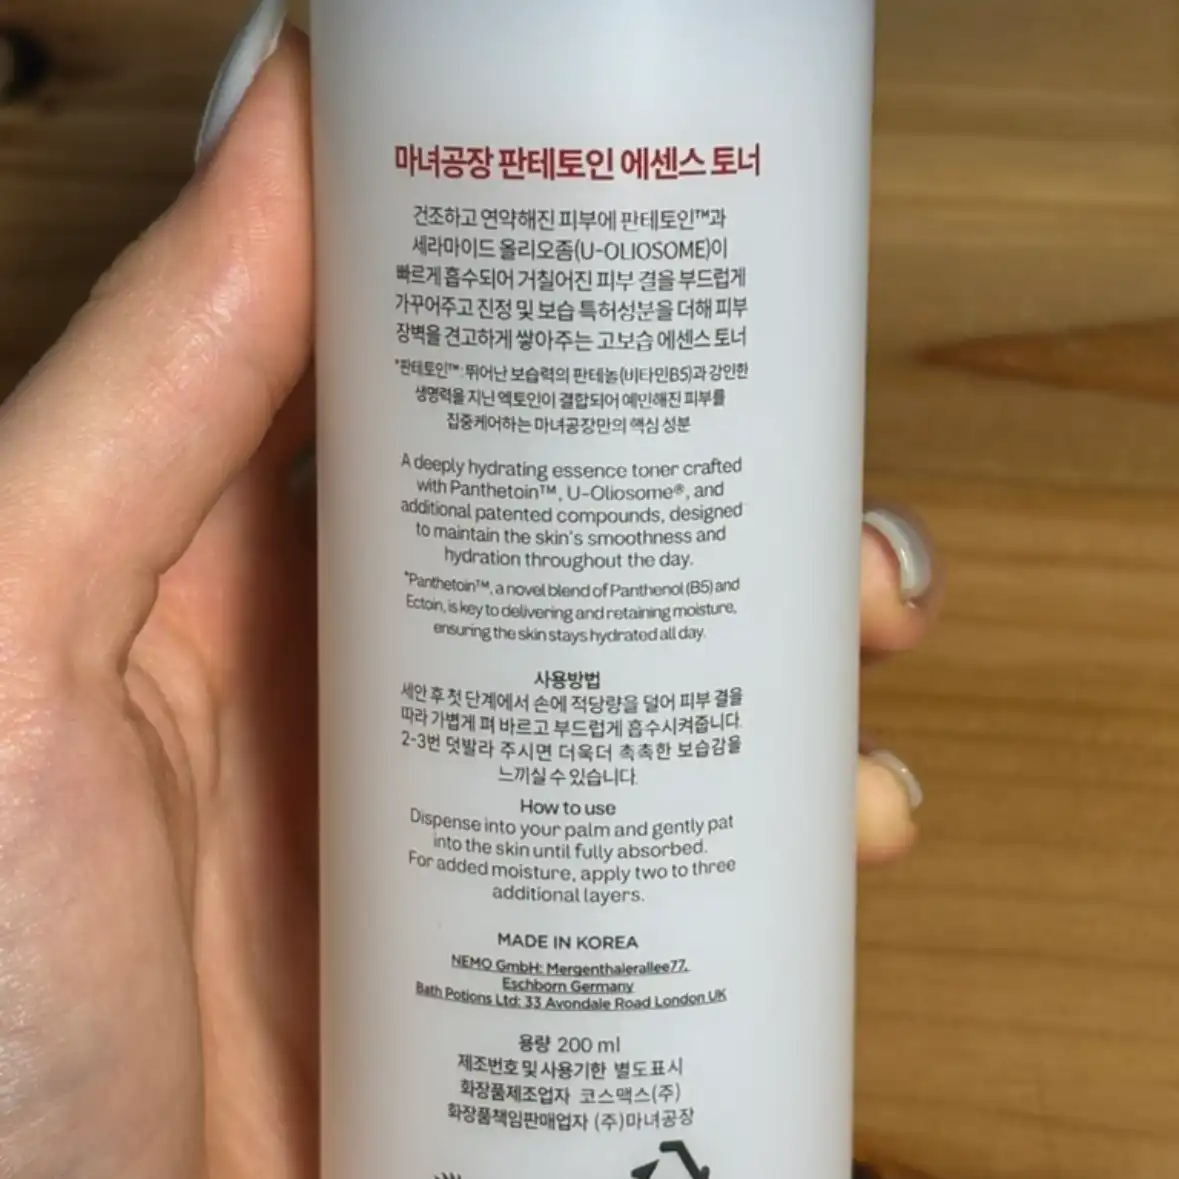 마녀공장 판테토인 에센스 토너
건조하고 연약해진 피부에 판테토인™과
세라마이드 올리오좀(U-OLIOSOME)이
빠르게 흡수되어 거칠어진 피부 결을 부드럽게
가꾸어주고 진정 및 보습 특허성분을 더해 피부
장벽을 견고하게 쌓아주는 고보습 에센스 토너
*판테토인™: 뛰어난 보습력의 판테놀(비타민B5)과 강인한
생명력을 지닌 엑토인이 결합되어 예민해진 피부를
집중케어하는 마녀공장만의 핵심 성분
A deeply hydrating essence toner crafted
with Panthetoin™, U-Oliosome®, and
additional patented compounds, designed
to maintain the skin's smoothness and
hydration throughout the day.
*Panthetoin™, a novel blend of Panthenol (B5) and
Ectoin, is key to delivering and retaining moisture,
ensuring the skin stays hydrated all day.
사용방법
세안 후 첫 단계에서 손에 적당량을 덜어 피부 결을
따라 가볍게 펴 바르고 부드럽게 흡수시켜줍니다.
2-3번 덧발라 주시면 더욱더 촉촉한 보습감을
느끼실 수 있습니다.
How to use
Dispense into your palm and gently pat
into the skin until fully absorbed.
For added moisture, apply two to three
additional layers.
MADE IN KOREA
NEMO GmbH: Mergenthalerallee77,
Eschborn Germany
Bath Potions Ltd: 33 Avondale Road London UK
용량 200 ml
제조번호 및 사용기한 별도표시
화장품제조업자 코스맥스(주)
화장품책임판매업자 (주)마녀공장